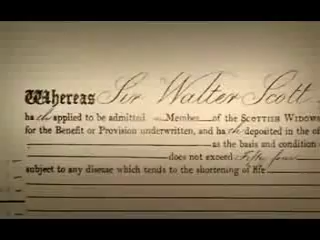 Whereas Sir Walter Scott
hath applied to be admitted a Member of the SCOTTISH WIDOWS
for the Benefit or Provision underwritten, and hath deposited in the of
as the basis and condition
does not exceed Fifty four
subject to any disease which tends to the shortening of life